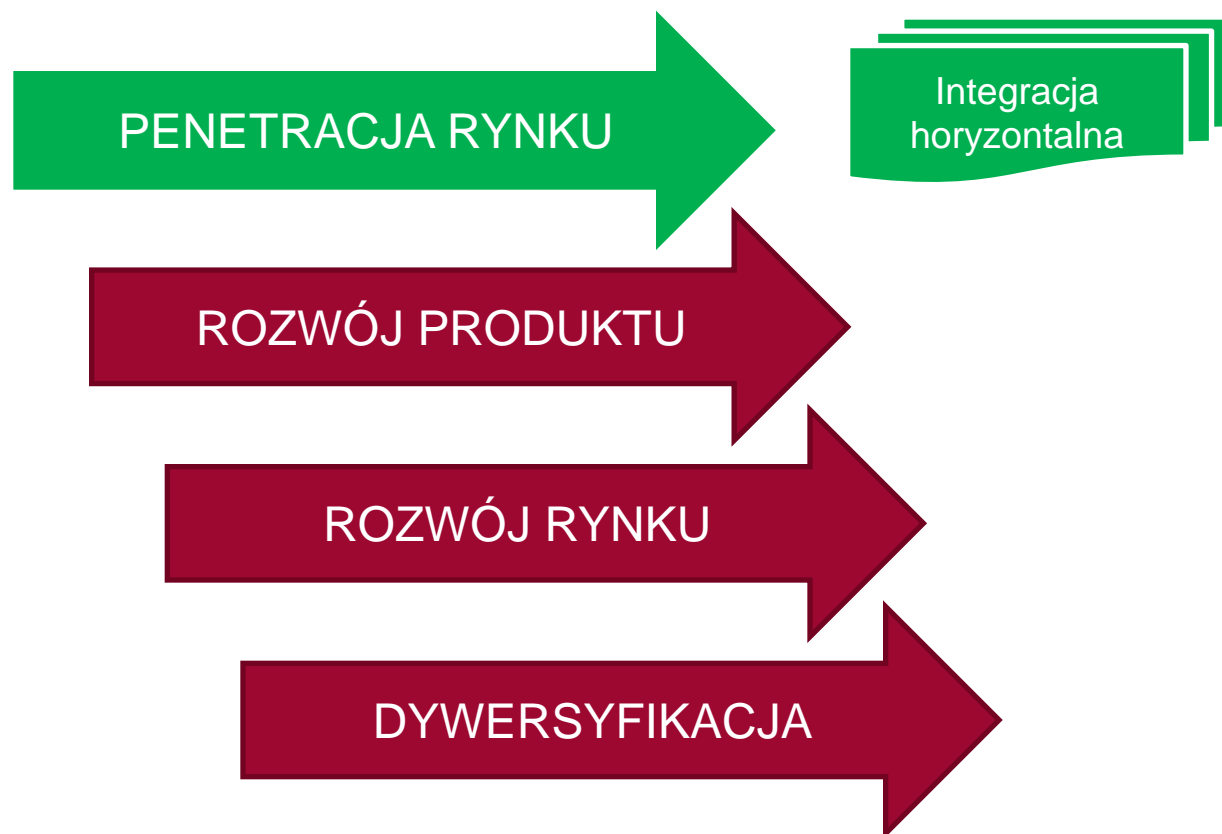 PENETRACJA RYNKU
Integracja
horyzontalna
ROZWÓJ PRODUKTU
ROZWÓJ RYNKU
DYWERSYFIKACJA